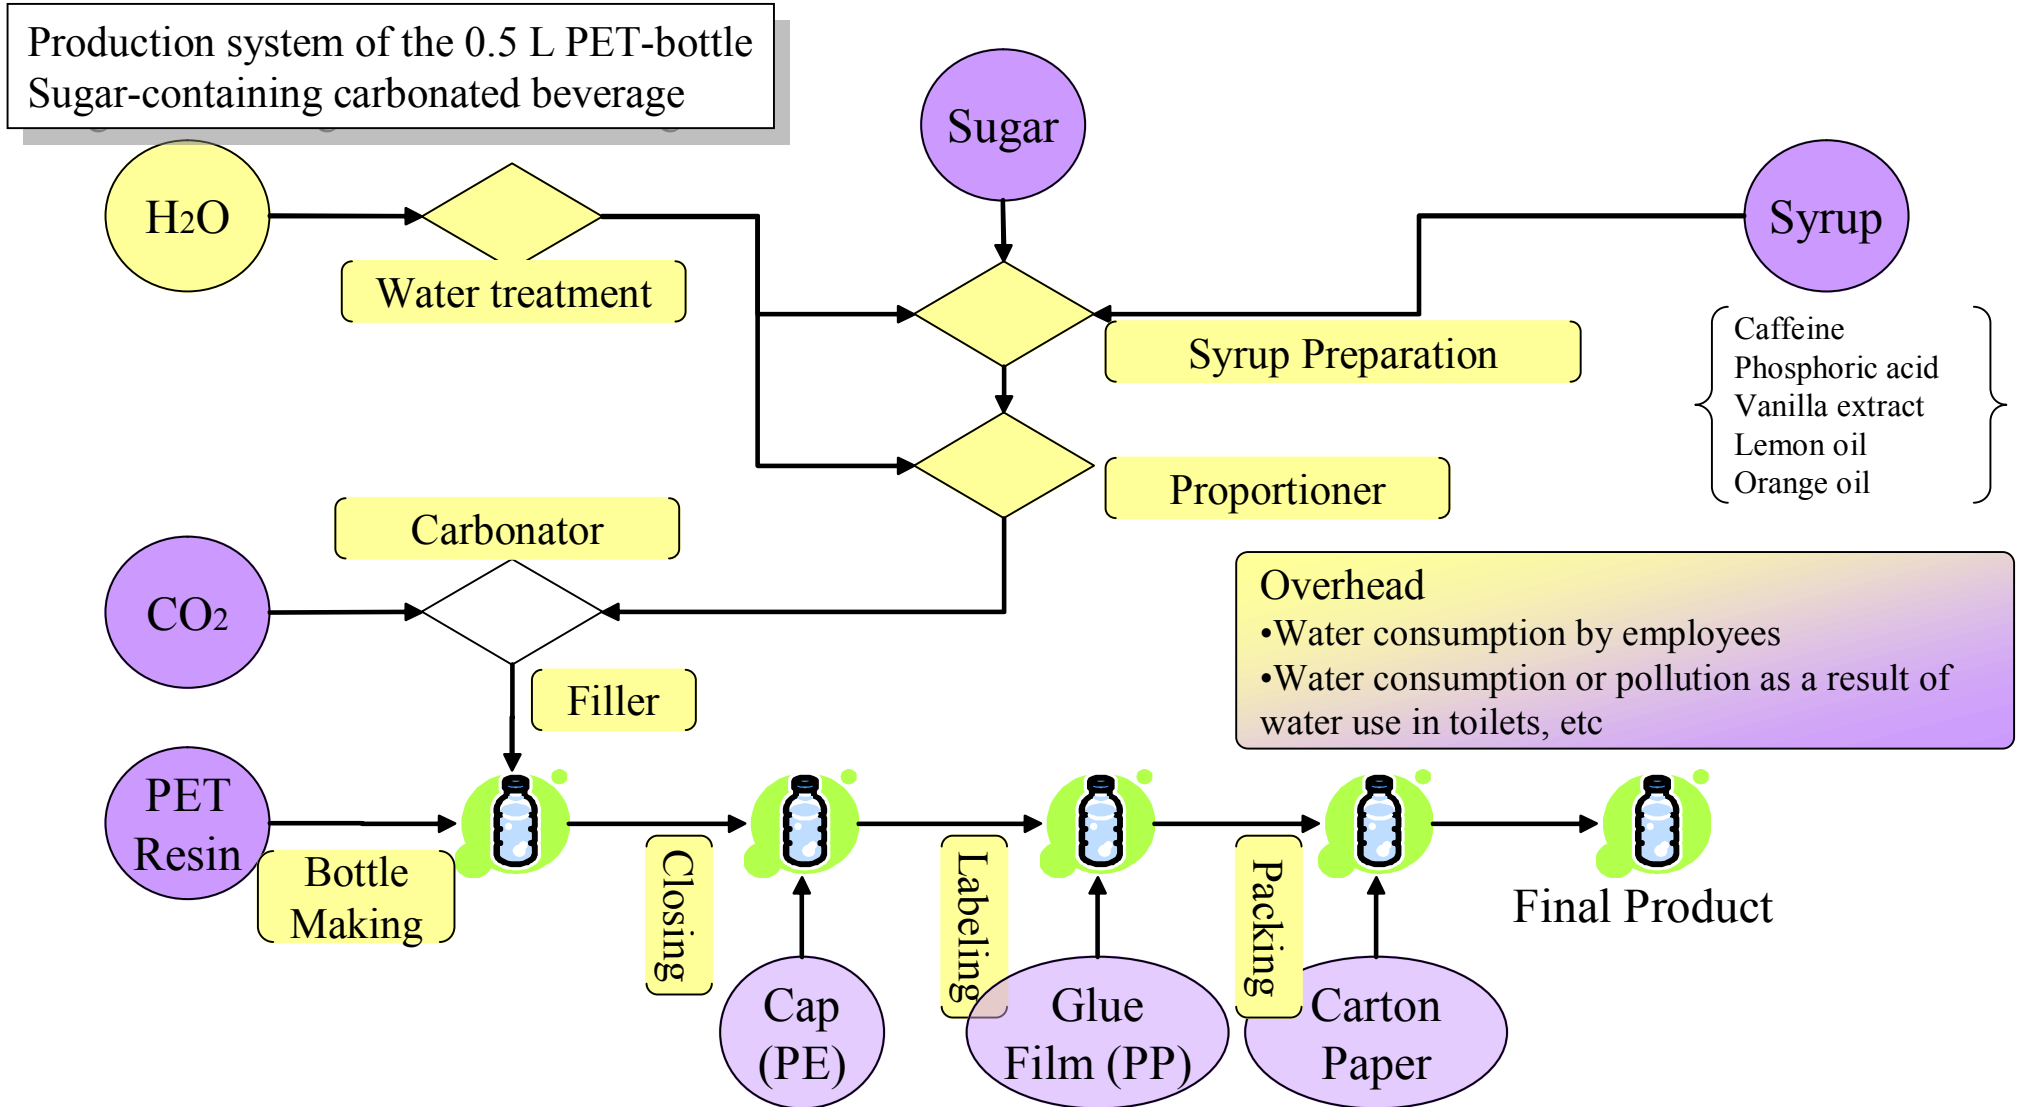 Production system of the 0.5 L PET-bottle
Sugar-containing carbonated beverage
Sugar
H2O
Syrup
Water treatment
Syrup Preparation
Caffeine
Phosphoric acid
Vanilla extract
Lemon oil
Orange oil
Proportioner
Carbonator
CO2
Overhead
•Water consumption by employees
•Water consumption or pollution as a result of
water use in toilets, etc
Filler
PET
Resin
Bottle
Making
Closing
Labeling
Packing
Final Product
Cap
(PE)
Glue
Film (PP)
Carton
Paper